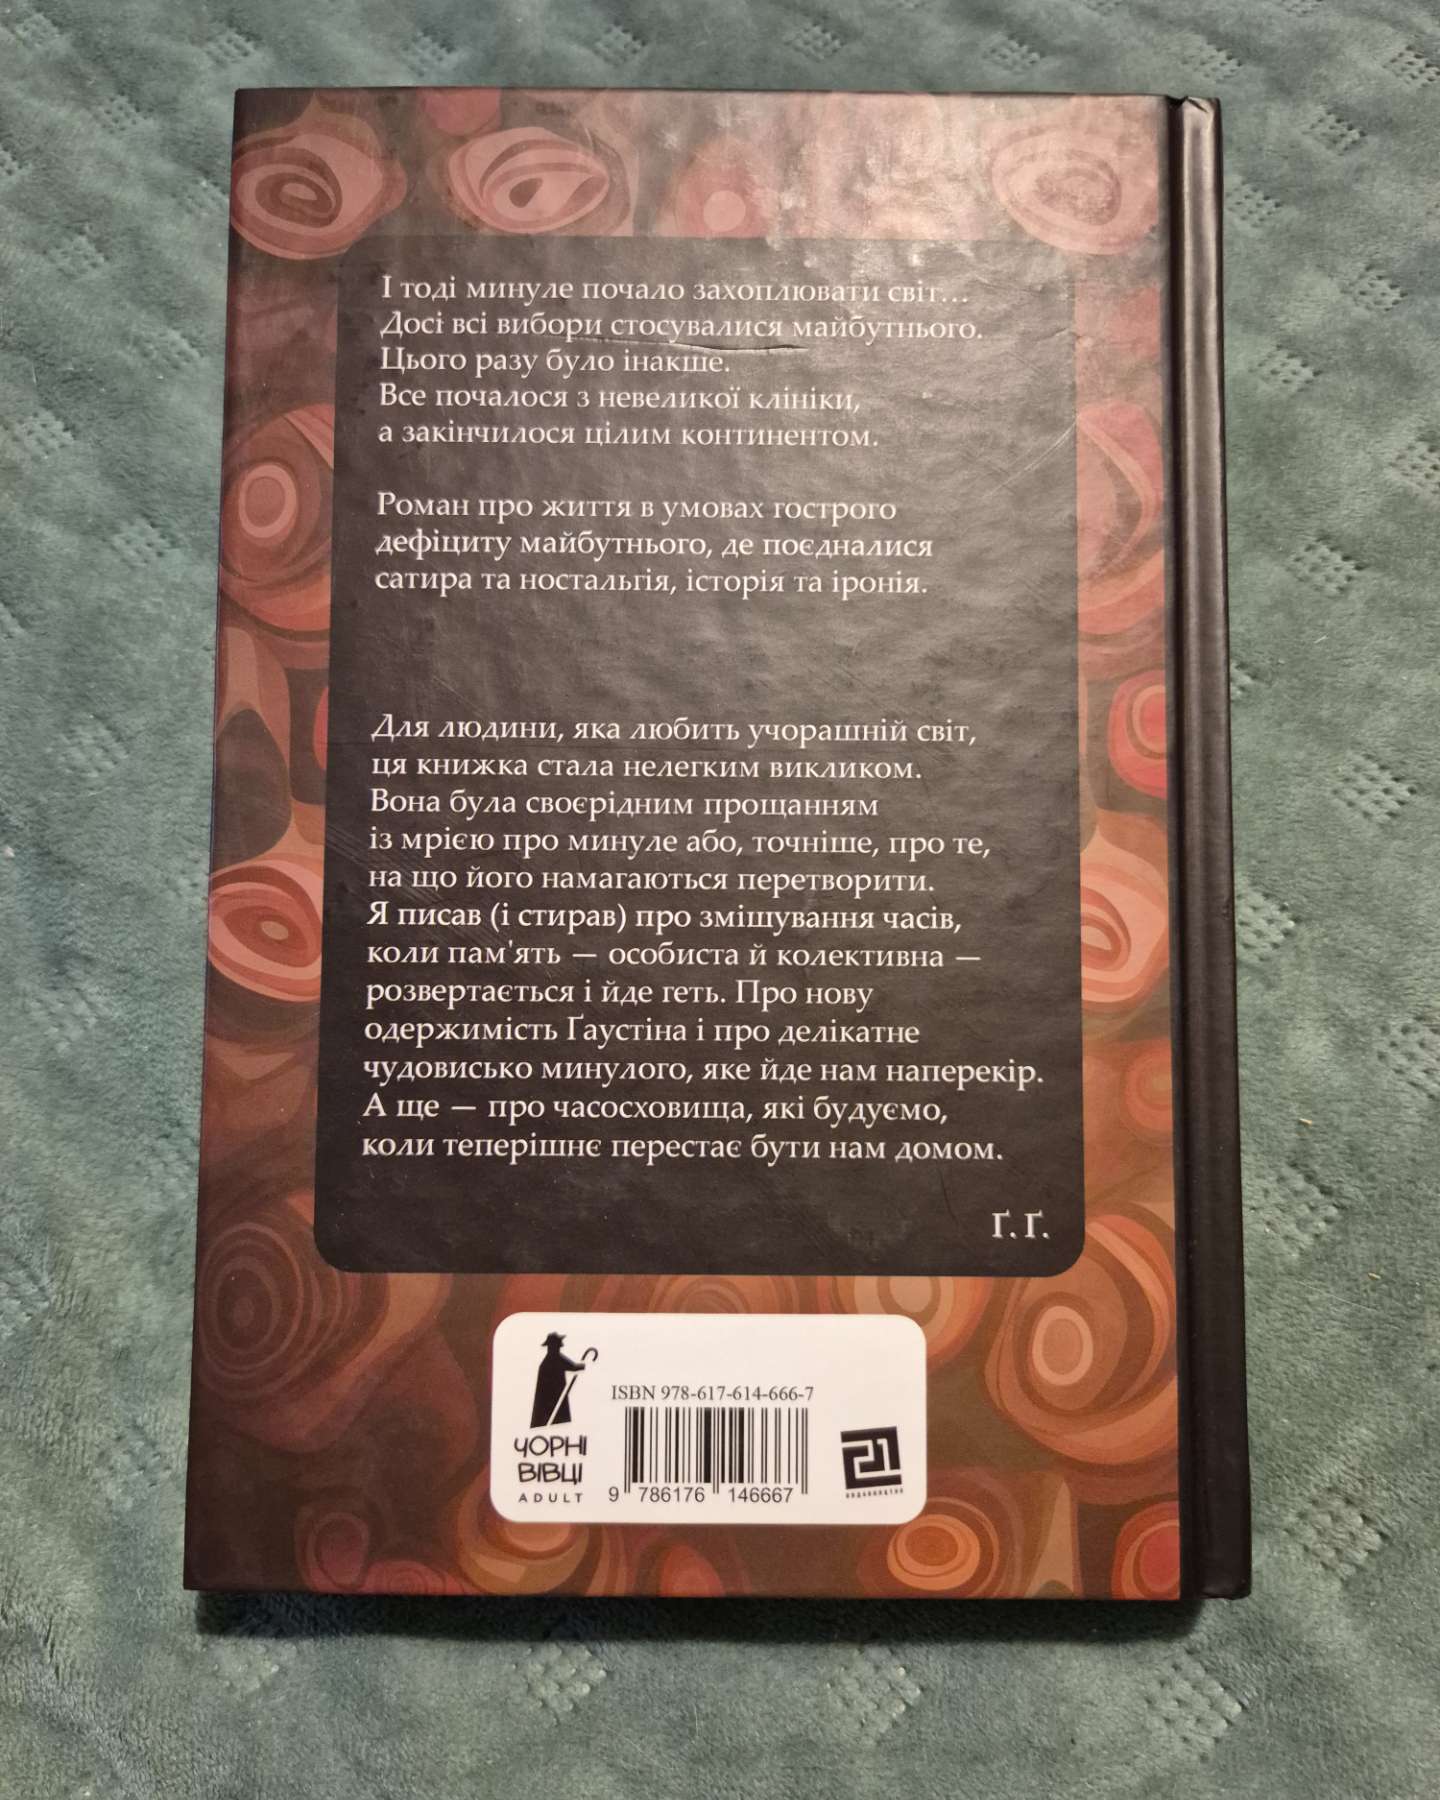 І тоді минуле почало захоплювати світ...
Досі всі вибори стосувалися майбутнього.
Цього разу було інакше.
Все почалося з невеликої клініки,
а закінчилося цілим континентом.
Роман про життя в умовах гострого
дефіциту майбутнього, де поєдналися
сатира та ностальгія, історія та іронія.
Для людини, яка любить учорашній світ,
ця книжка стала нелегким викликом.
Вона була своєрідним прощанням
із мрією про минуле або, точніше, про те,
на що його намагаються перетворити.
Я писав (і стирав) про змішування часів,
коли пам'ять — особиста й колективна —
розвертається і йде геть. Про нову
одержимість Ґаустіна і про делікатне
чудовисько минулого, яке йде нам наперекір.
А ще — про часосховища, які будуємо,
коли теперішнє перестає бути нам домом.
Ґ. Ґ.
ЧОРНІ
ВІВЦІ
ADULT
ISBN 978-617-614-666-7
9 786176 146667
21
видавництво